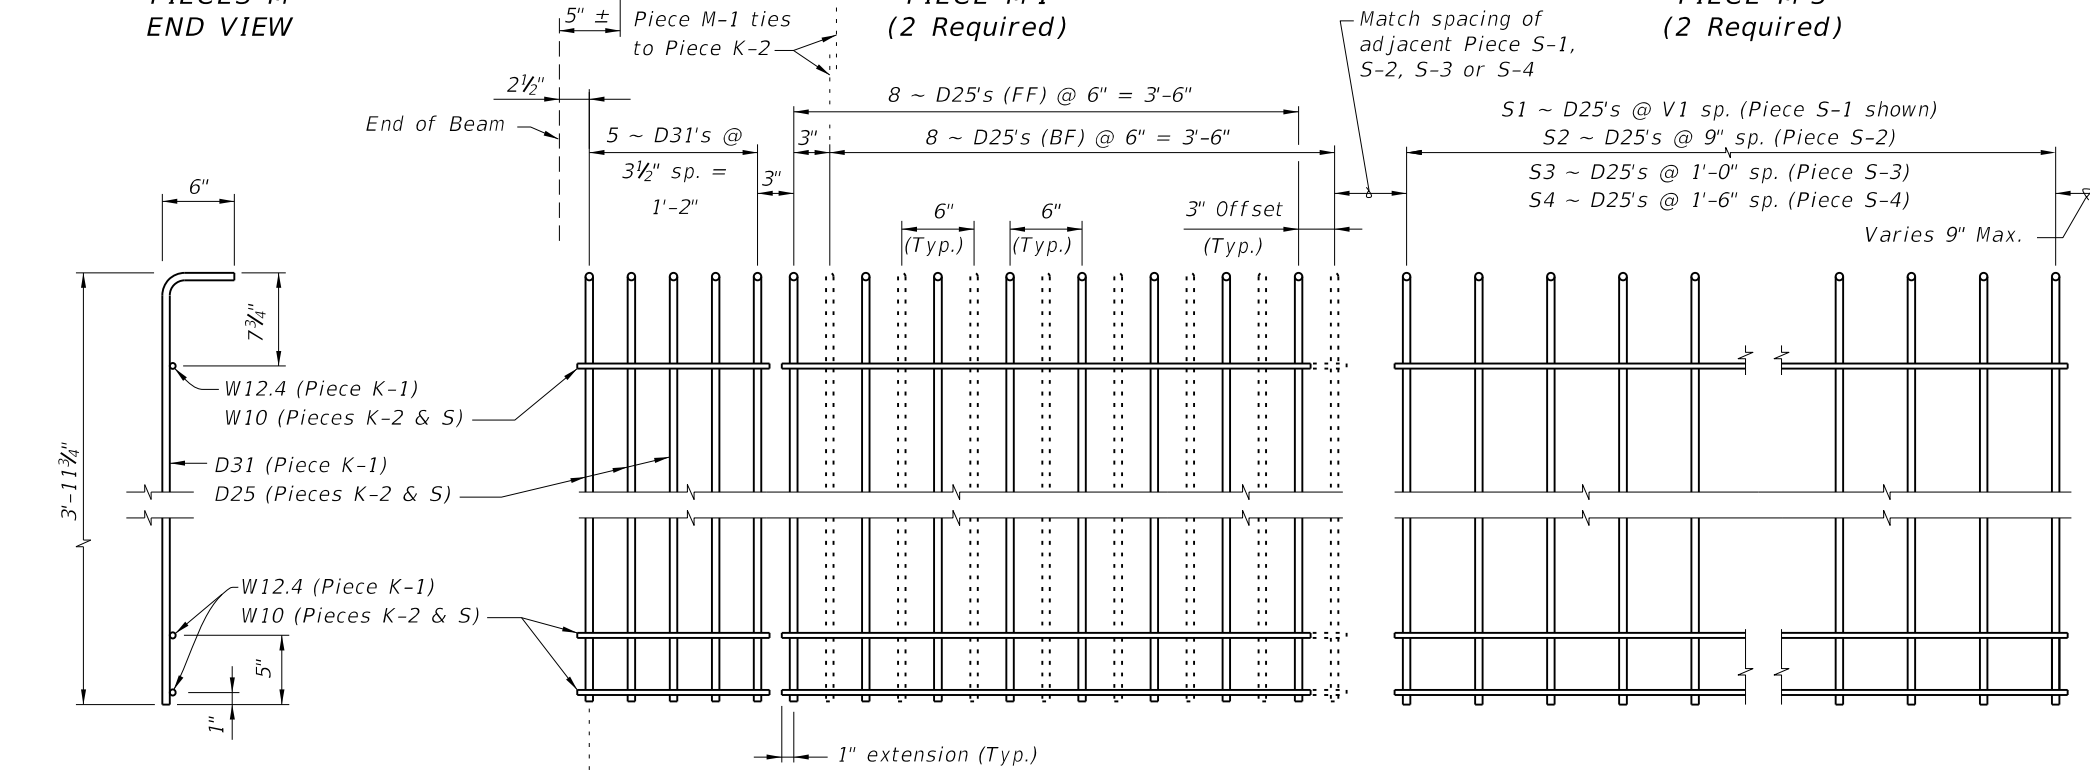 PIECES M
END VIEW
5" ±
Piece M-1 ties
to Piece K-2
PIECE M-1
(2 Required)
Match spacing of
adjacent Piece S-1,
S-2, S-3 or S-4
(2 Required)
2½"
End of Beam
5 ~ D31's @
3½" sp. =
1'-2"
3"
3"
8 ~ D25's (FF) @ 6" = 3'-6"
8 ~ D25's (BF) @ 6" = 3'-6"
6"
(Typ.)
6"
(Typ.)
3" Offset
(Typ.)
S1 ~ D25's @ V1 sp. (Piece S-1 shown)
S2 ~ D25's @ 9" sp. (Piece S-2)
S3 ~ D25's @ 1'-0" sp. (Piece S-3)
S4 ~ D25's @ 1'-6" sp. (Piece S-4)
Varies 9" Max.
6"
7¾"
3'-11¾"
W12.4 (Piece K-1)
W10 (Pieces K-2 & S)
D31 (Piece K-1)
D25 (Pieces K-2 & S)
W12.4 (Piece K-1)
W10 (Pieces K-2 & S)
5"
1"
1" extension (Typ.)